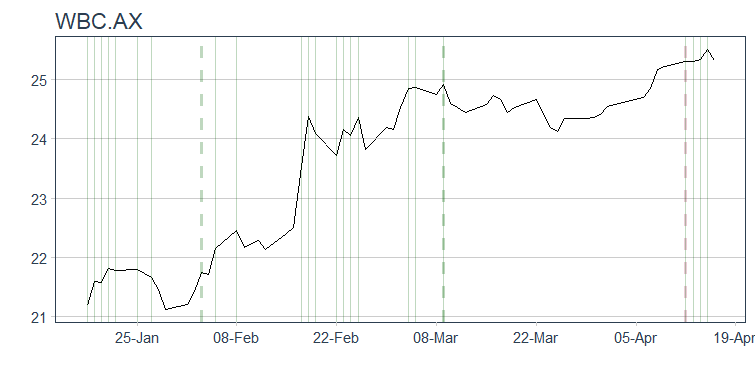 WBC.AX
25
24
23
22
21
25-Jan
08-Feb
22-Feb
08-Mar
22-Mar
05-Apr
19-Apr